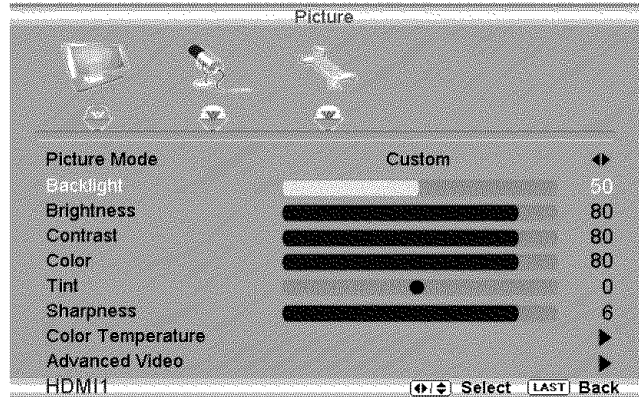 Picture
Picture Mode Custom
Backlight 50
Brightness 80
Contrast 80
Color 80
Tint 0
Sharpness 6
Color Temperature
Advanced Video
HDMI1 Select LAST Back